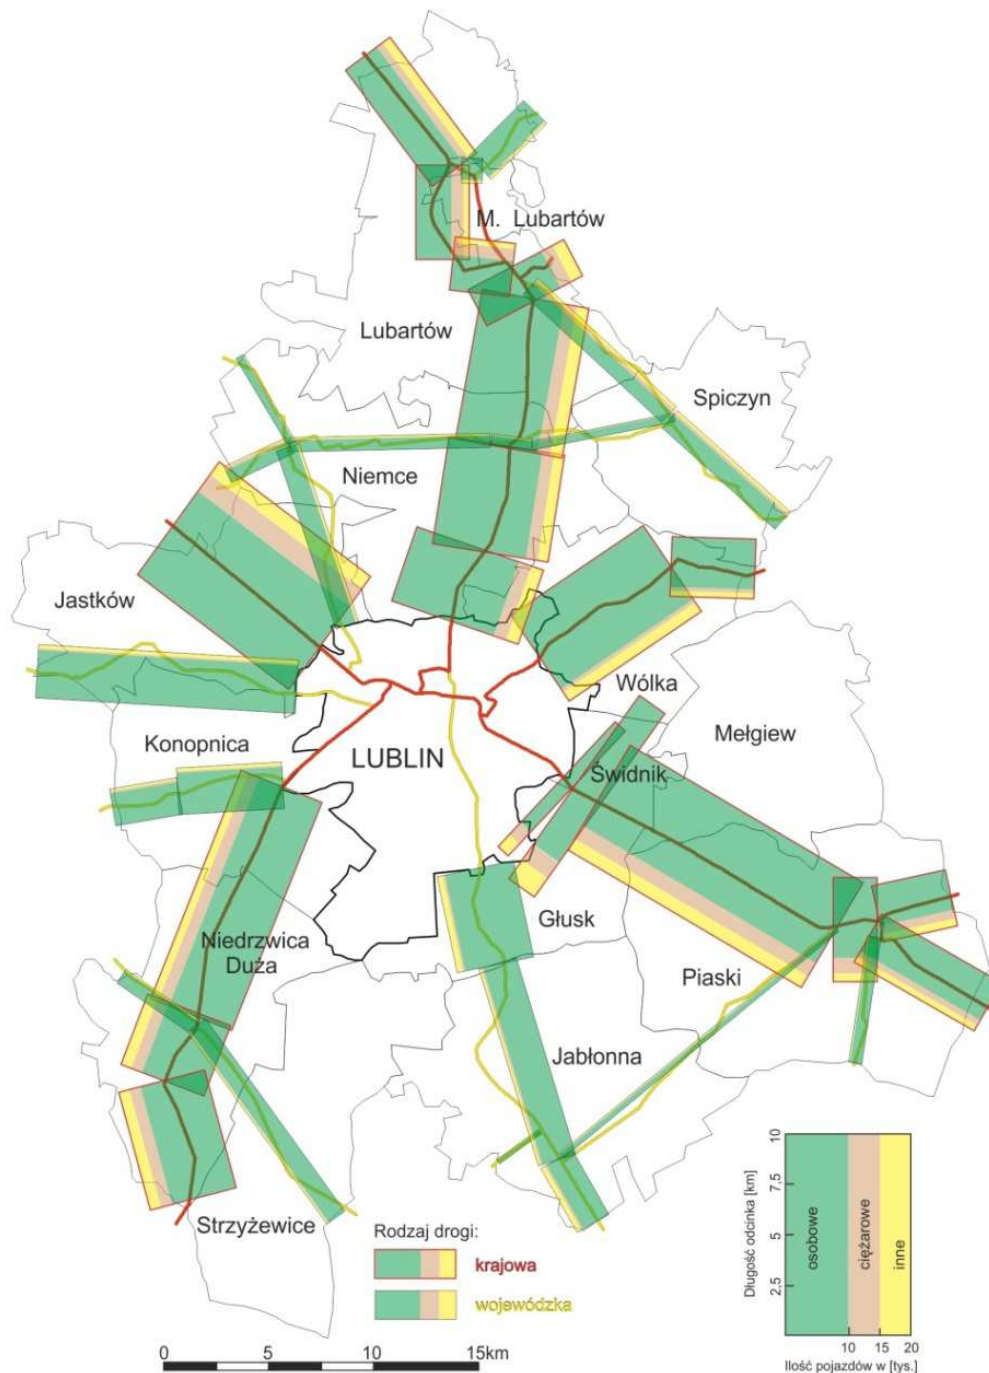 M. Lubartów
Lubartów
Spiczyn
Niemce
Jastków
Wólka
Mełgiew
Konopnica
LUBLIN
Świdnik
Głusk
Niedrzwica
Duża
Piaski
Jabłonna
Strzyżewice
Rodzaj drogi:
krajowa
wojewódzka
0 5 10 15km
Długość odcinka [km]
10
7,5
5
2,5
osobowe
ciężarowe
inne
10 15 20
Ilość pojazdów w [tys.]